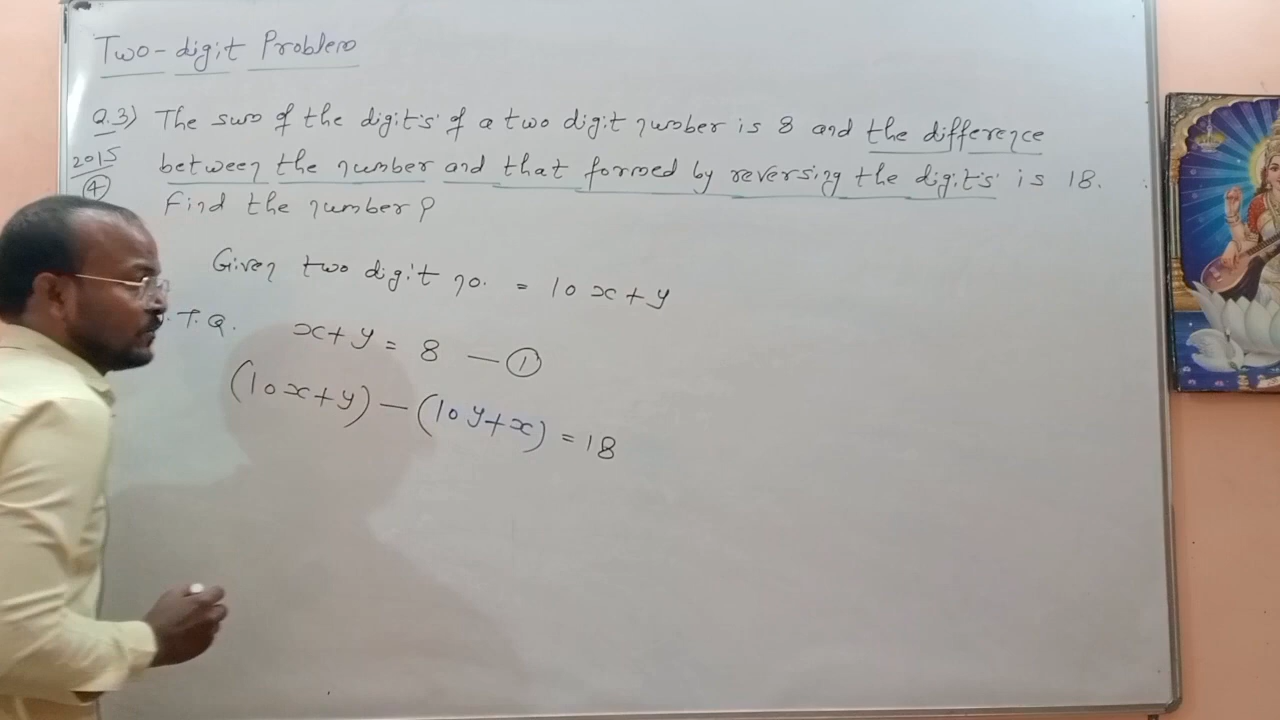 Two-digit Problem
Q.3) The sum of the digit's of a two digit number is 8 and the difference
2015 between the number and that formed by reversing the digit's is 18.
4 Find the number?
Given two digit no. = 10x+y
.T.Q. x+y = 8 — ①
(10x+y) - (10y+x) = 18